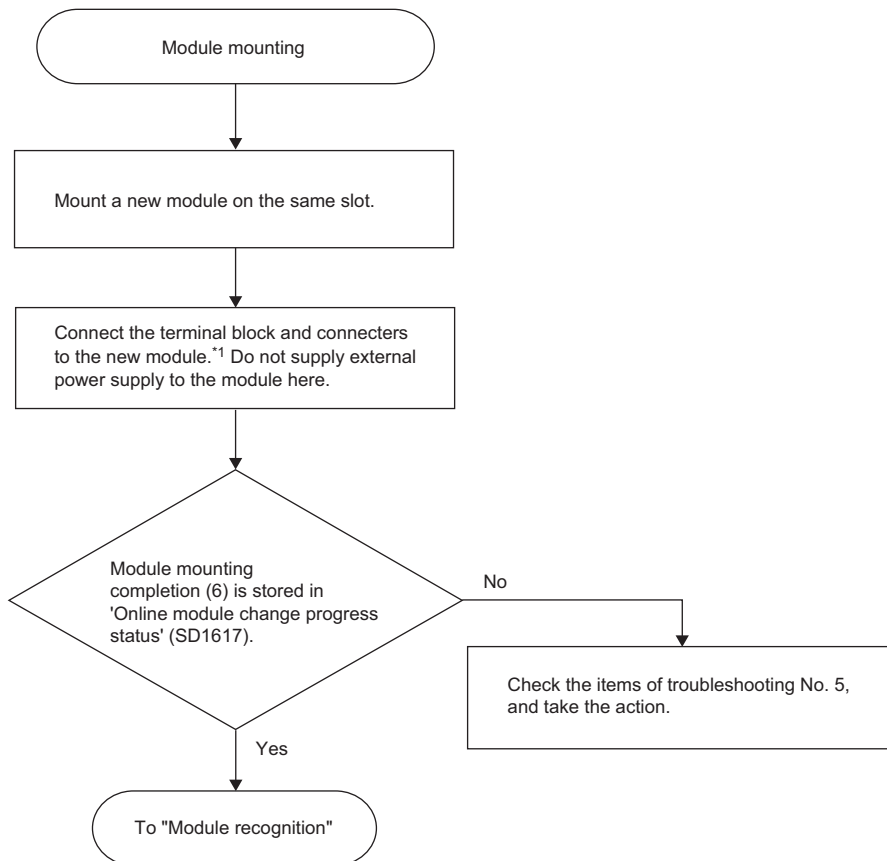 Module mounting
Mount a new module on the same slot.
Connect the terminal block and connecters
to the new module.*1 Do not supply external
power supply to the module here.
Module mounting
completion (6) is stored in
'Online module change progress
status' (SD1617).
No
Check the items of troubleshooting No. 5,
and take the action.
Yes
To "Module recognition"